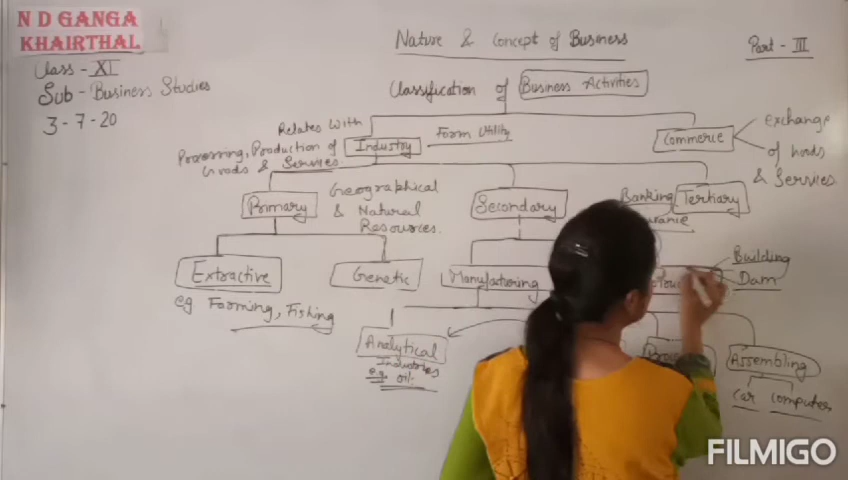 N D GANGA
KHAIRTHAL
Class - XI
Sub - Business Studies
3 - 7 - 20
Nature & Concept of Business
Part - III
Classification of Business Activities
Relates With
Processing, Production of
Goods & Services
Industry
Form Utility
Commerce
exchange
of Goods
& Services
Primary
Geographical
& Natural
Resources.
Secondary
Banking
Tertiary
Extractive
Genetic
Manufacturing
Building
Dam
eg Farming, Fishing
Analytical
Industries
e.g. oil.
Assembling
Car Computer
FILMIGO